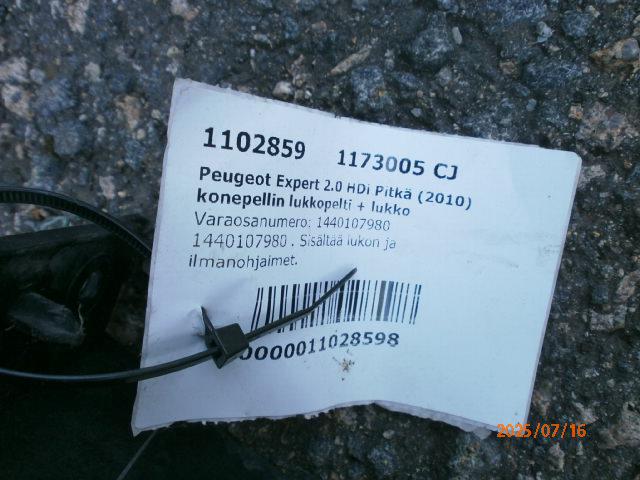 1102859 1173005 CJ
Peugeot Expert 2.0 HDi Pitkä (2010)
konepellin lukkopelti + lukko
Varaosanumero: 1440107980
1440107980 . Sisältää lukon ja
ilmanohjaimet.
0000011028598
2025/07/16